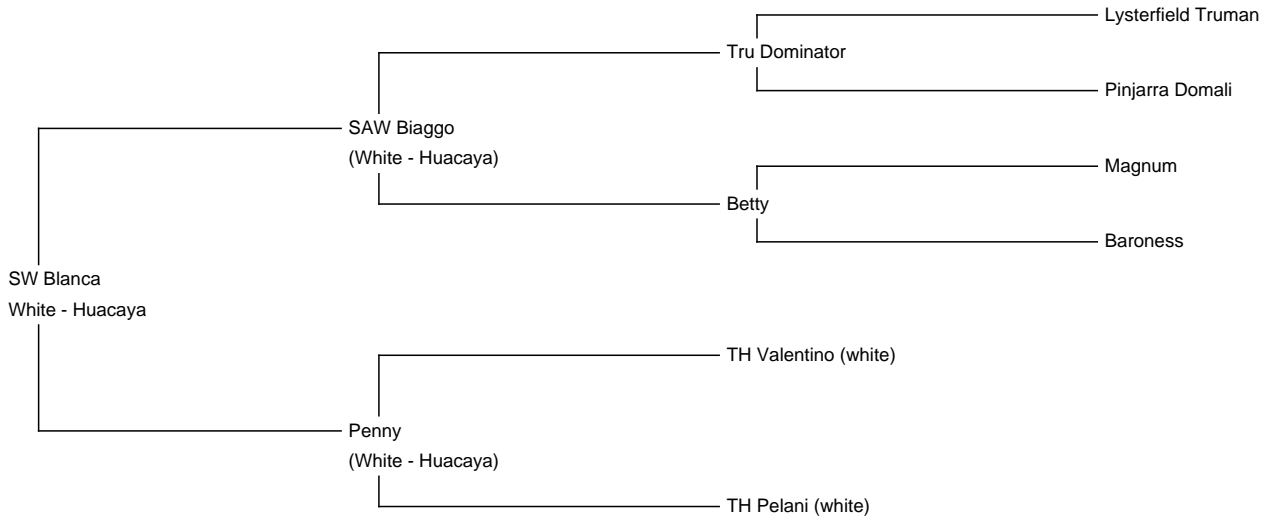 Lysterfield Truman
Tru Dominator
Pinjarra Domali
SAW Biaggo
(White - Huacaya)
Magnum
Betty
Baroness
SW Blanca
White - Huacaya
TH Valentino (white)
Penny
(White - Huacaya)
TH Pelani (white)